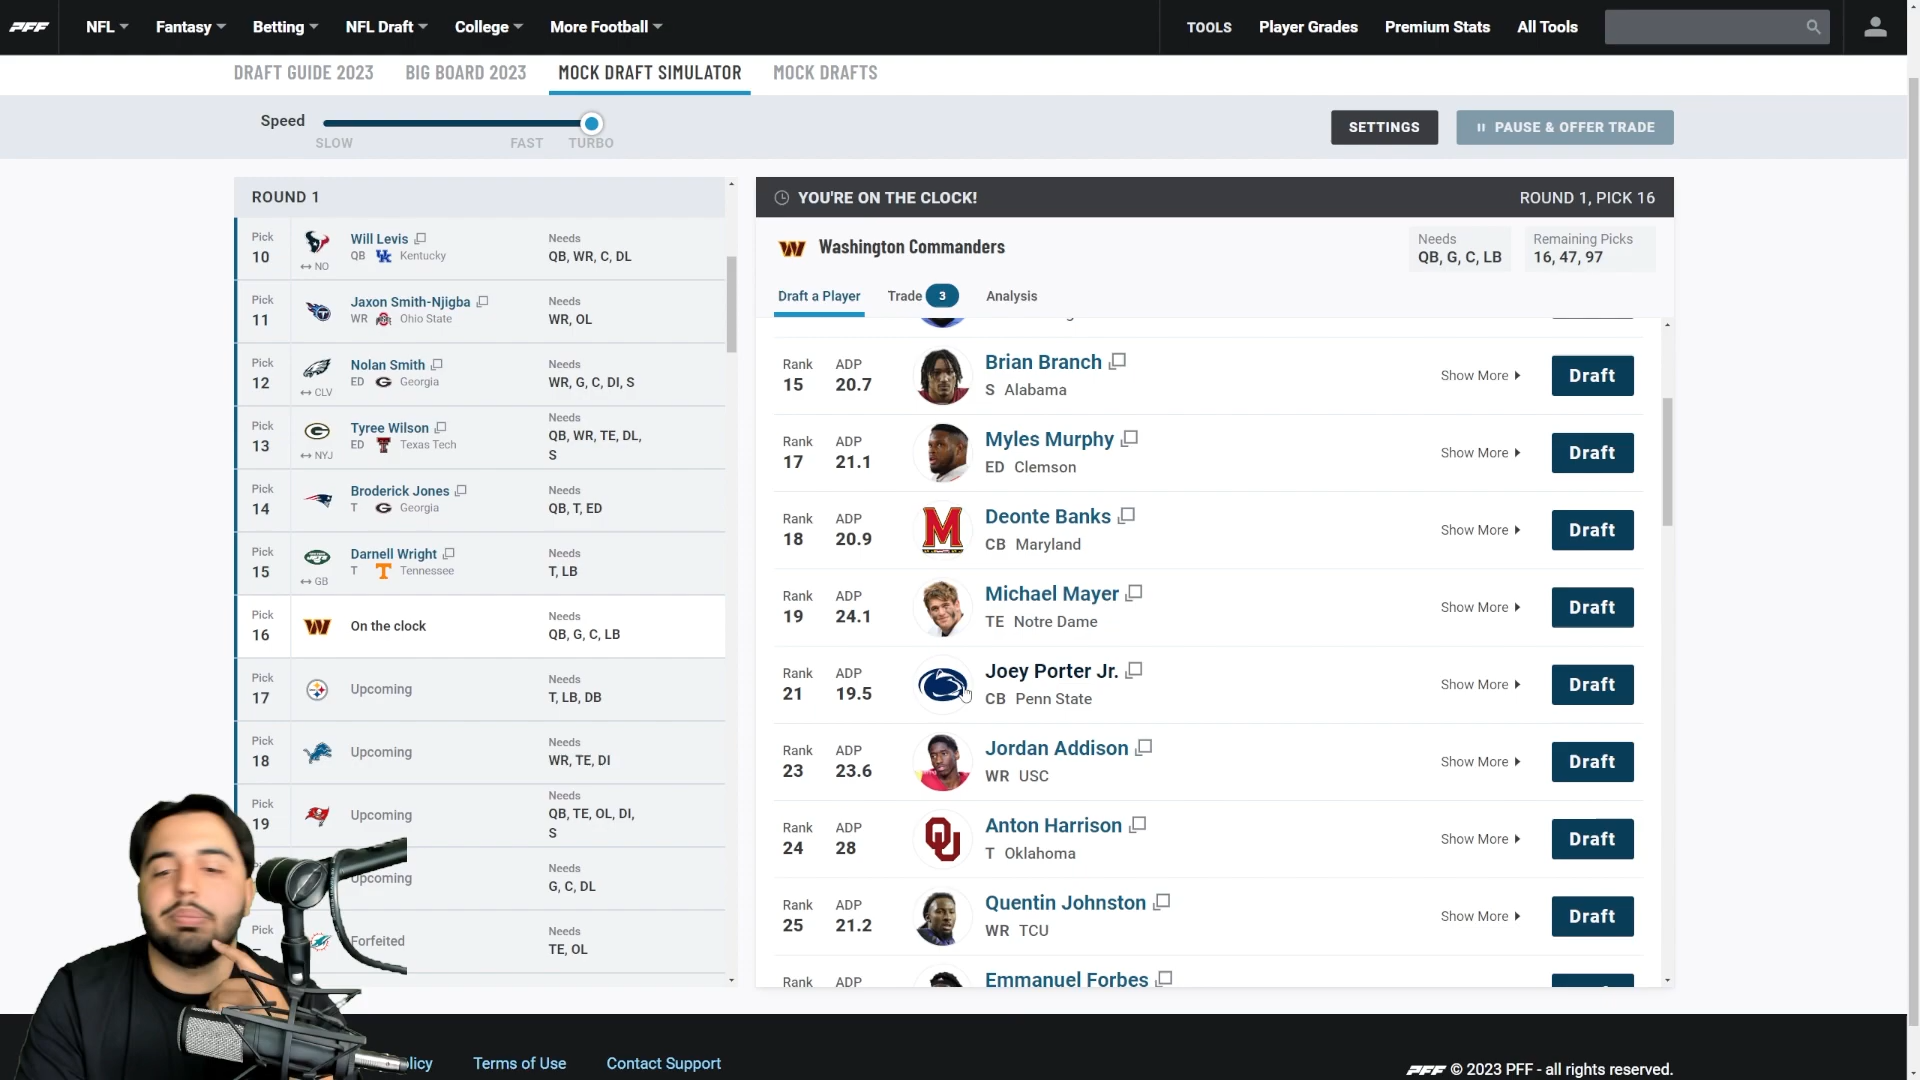 PFF NFL Fantasy Betting NFL Draft College More Football TOOLS Player Grades Premium Stats All Tools
DRAFT GUIDE 2023 BIG BOARD 2023 MOCK DRAFT SIMULATOR MOCK DRAFTS
Speed
SLOW FAST TURBO
SETTINGS
PAUSE & OFFER TRADE
ROUND 1
Pick
10
↔ NO
Will Levis
QB Kentucky
Needs
QB, WR, C, DL
Pick
11
Jaxon Smith-Njigba
WR Ohio State
Needs
WR, OL
Pick
12
↔ CLV
Nolan Smith
ED Georgia
Needs
WR, G, C, DI, S
Pick
13
↔ NYJ
Tyree Wilson
ED Texas Tech
Needs
QB, WR, TE, DL,
S
Pick
14
Broderick Jones
T Georgia
Needs
QB, T, ED
Pick
15
↔ GB
Darnell Wright
T Tennessee
Needs
T, LB
Pick
16
On the clock
Needs
QB, G, C, LB
Pick
17
Upcoming
Needs
T, LB, DB
Pick
18
Upcoming
Needs
WR, TE, DI
Pick
19
Upcoming
Needs
QB, TE, OL, DI,
S
Upcoming
Needs
G, C, DL
Pick
Forfeited
Needs
TE, OL
YOU'RE ON THE CLOCK!
ROUND 1, PICK 16
Washington Commanders
Needs
QB, G, C, LB
Remaining Picks
16, 47, 97
Draft a Player Trade 3 Analysis
Rank
15
ADP
20.7
Brian Branch
S Alabama
Show More
Draft
Rank
17
ADP
21.1
Myles Murphy
ED Clemson
Show More
Draft
Rank
18
ADP
20.9
Deonte Banks
CB Maryland
Show More
Draft
Rank
19
ADP
24.1
Michael Mayer
TE Notre Dame
Show More
Draft
Rank
21
ADP
19.5
Joey Porter Jr.
CB Penn State
Show More
Draft
Rank
23
ADP
23.6
Jordan Addison
WR USC
Show More
Draft
Rank
24
ADP
28
Anton Harrison
T Oklahoma
Show More
Draft
Rank
25
ADP
21.2
Quentin Johnston
WR TCU
Show More
Draft
Rank
ADP
Emmanuel Forbes
Terms of Use
Contact Support
PFF © 2023 PFF - all rights reserved.